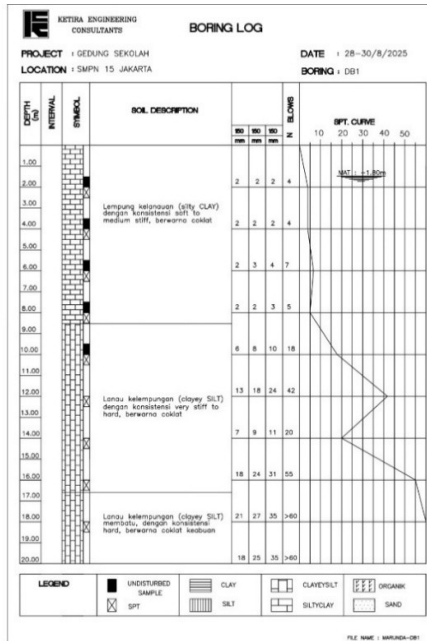 KETIRA ENGINEERING
CONSULTANTS
BORING LOG
PROJECT : GEDUNG SEKOLAH
DATE : 28-30/8/2025
LOCATION : SMPN 15 JAKARTA
BORING : DB1
DEPTH (m)
INTERVAL
SYMBOL
SOIL DESCRIPTION
150 mm
150 mm
150 mm
N BLOWS
SPT. CURVE
10 20 30 40 50
1.00
MAT : -1.80m
2.00 2 2 2 4
3.00
Lempung kelanauan (silty CLAY)
dengan konsistensi soft to
medium stiff, berwarna coklat
4.00 2 2 2 4
5.00
6.00 2 3 4 7
7.00
8.00 2 2 3 5
9.00
10.00 6 8 10 18
11.00
12.00 13 18 24 42
Lanau kelempungan (clayey SILT)
dengan konsistensi very stiff to
hard, berwarna coklat
13.00
14.00 7 9 11 20
15.00
16.00 18 24 31 55
17.00
Lanau kelempungan (clayey SILT)
membatu, dengan konsistensi
hard, berwarna coklat keabuan
18.00 21 27 35 >60
19.00
20.00 18 25 35 >60
LEGEND
UNDISTURBED
SAMPLE
CLAY
CLAYEYSILT
ORGANIK
SPT
SILT
SILTYCLAY
SAND
FILE NAME : MARUNDA-DB1